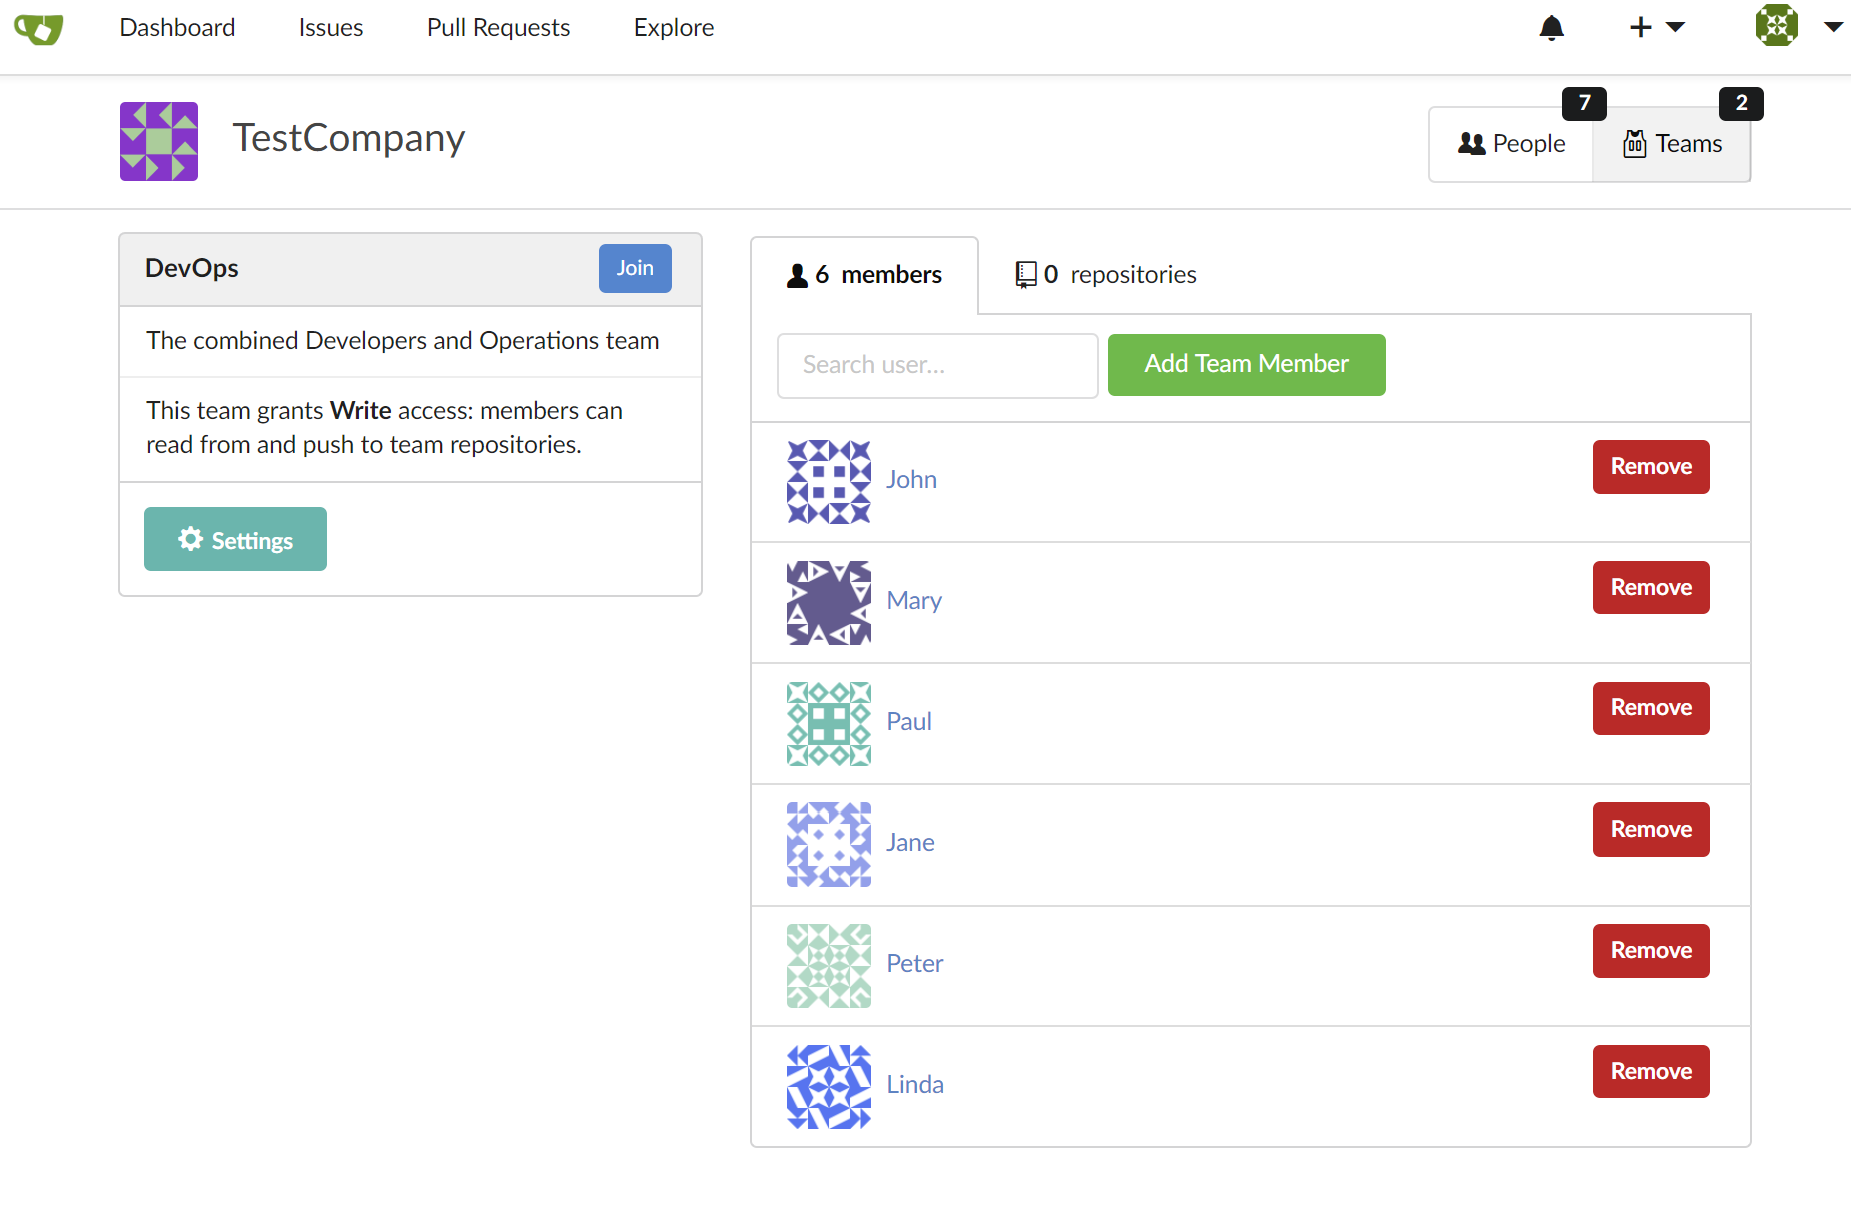 Dashboard
Issues
Pull Requests
Explore
TestCompany
People
7
Teams
2
DevOps
Join
The combined Developers and Operations team
This team grants Write access: members can
read from and push to team repositories.
Settings
6 members
0 repositories
Search user...
Add Team Member
John
Remove
Mary
Remove
Paul
Remove
Jane
Remove
Peter
Remove
Linda
Remove